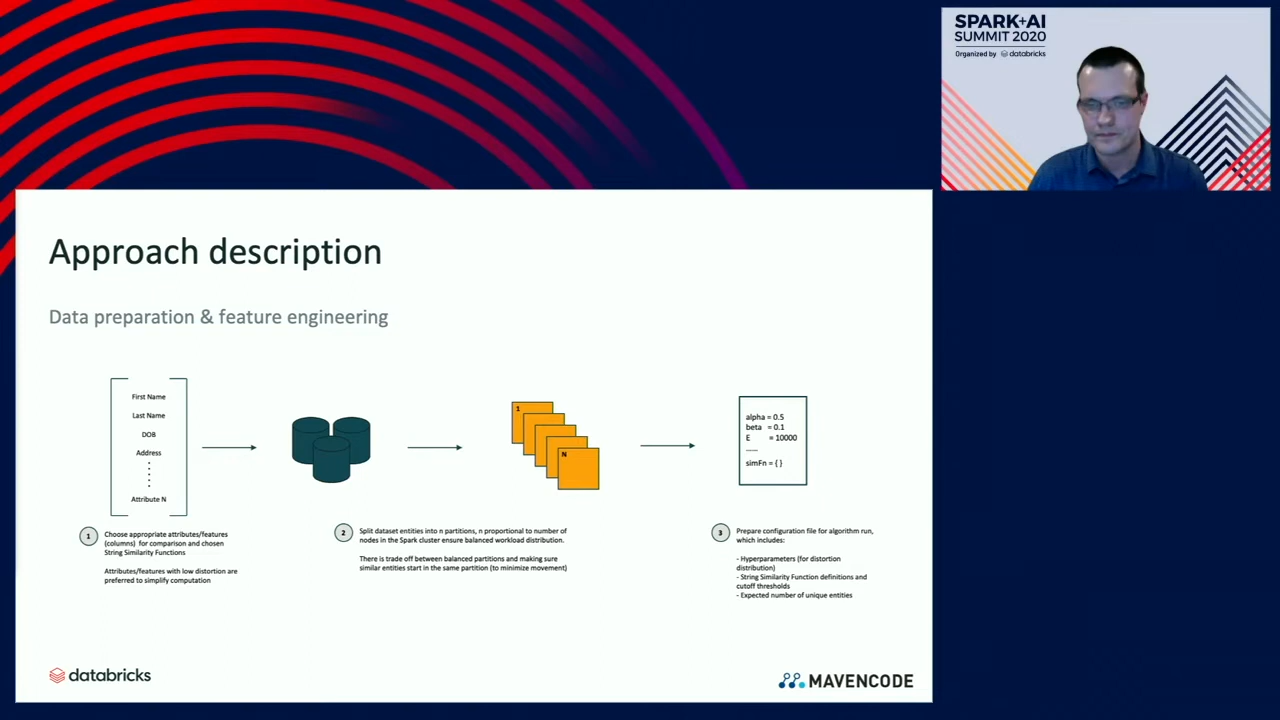 SPARK+AI
SUMMIT 2020
Organized by databricks
Approach description
Data preparation & feature engineering
First Name
Last Name
DOB
Address
Attribute N
1
N
alpha = 0.5
beta = 0.1
E = 10000
simFn = { }
1
Choose appropriate attributes/features
(columns) for comparison and chosen
String Similarity Functions
Attributes/features with low distortion are
preferred to simplify computation
2
Split dataset entities into n partitions, n proportional to number of
nodes in the Spark cluster ensure balanced workload distribution.
There is trade off between balanced partitions and making sure
similar entities start in the same partition (to minimize movement)
3
Prepare configuration file for algorithm run,
which includes:
- Hyperparameters (for distortion
distribution)
- String Similarity Function definitions and
cutoff thresholds
- Expected number of unique entities
databricks
MAVENCODE